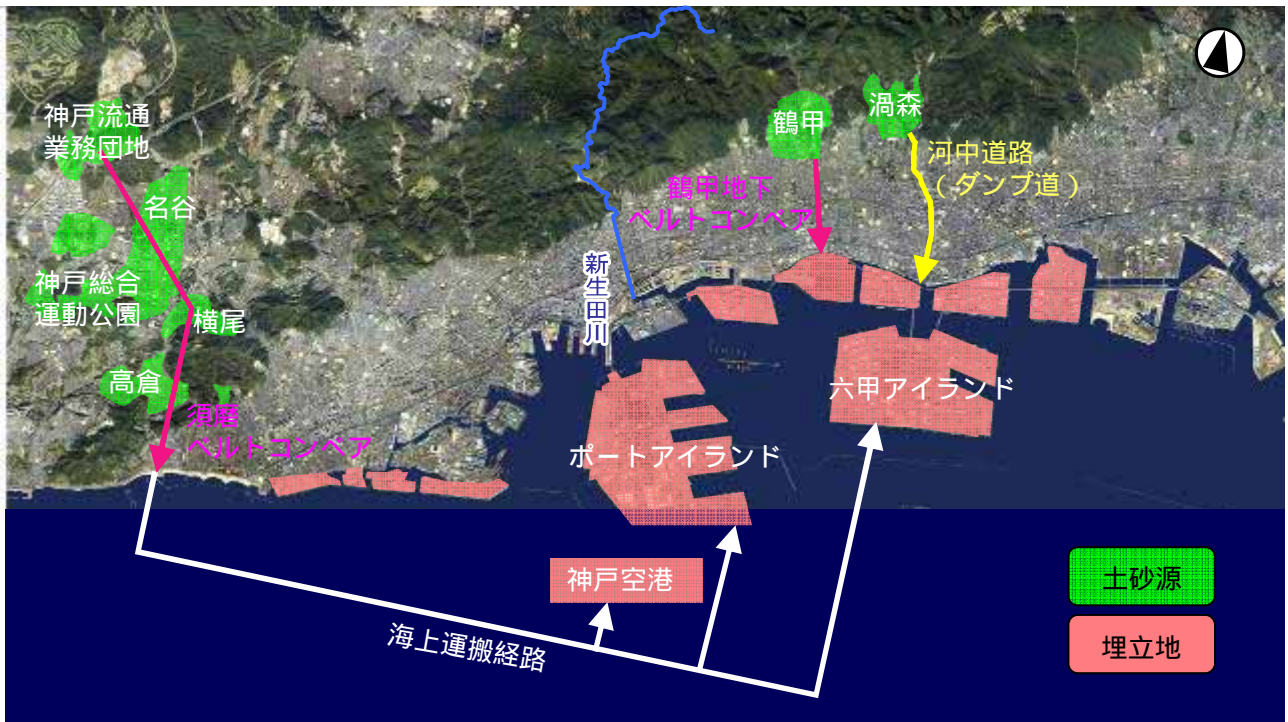 神戸流通
業務団地
名谷
神戸総合
運動公園
横尾
高倉
須磨
ベルトコンベア
新生田川
鶴甲
鶴甲地下
ベルトコンベア
渦森
河中道路
（ダンプ道）
六甲アイランド
ポートアイランド
神戸空港
海上運搬経路
土砂源
埋立地